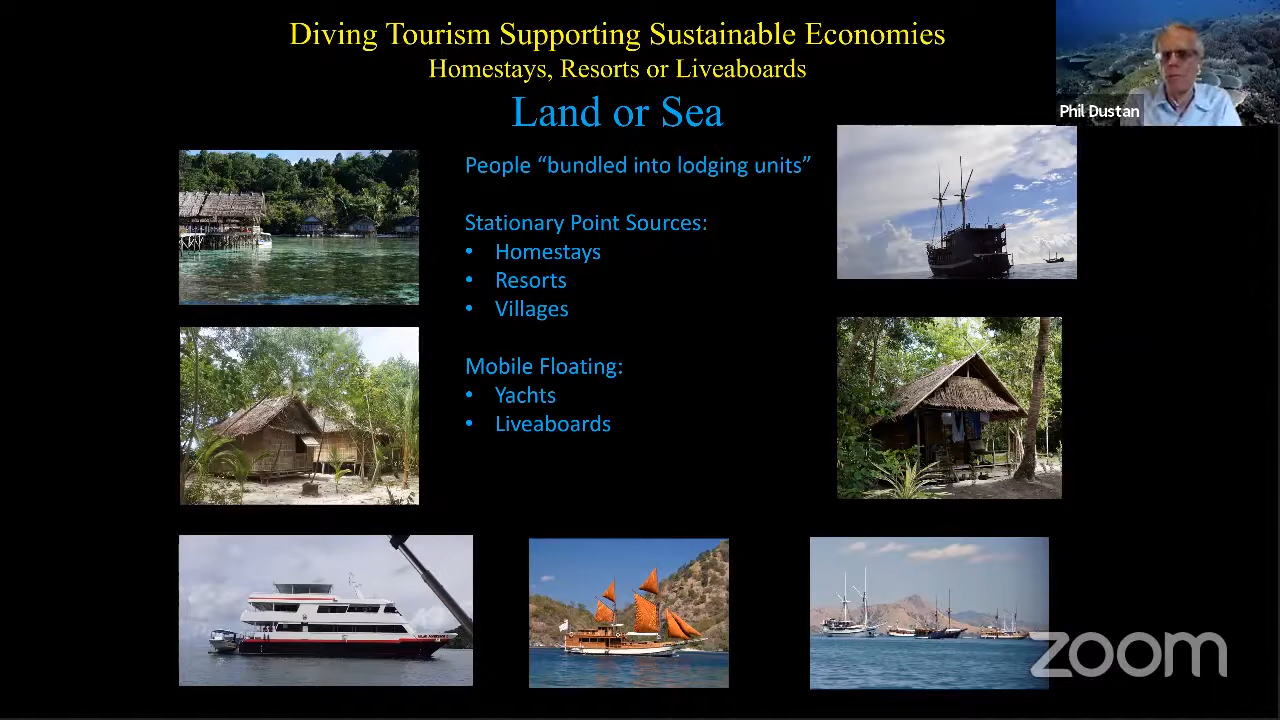 Diving Tourism Supporting Sustainable Economies
Homestays, Resorts or Liveaboards
Land or Sea
Phil Dustan
People “bundled into lodging units”
Stationary Point Sources:
• Homestays
• Resorts
• Villages
Mobile Floating:
• Yachts
• Liveaboards
zoom